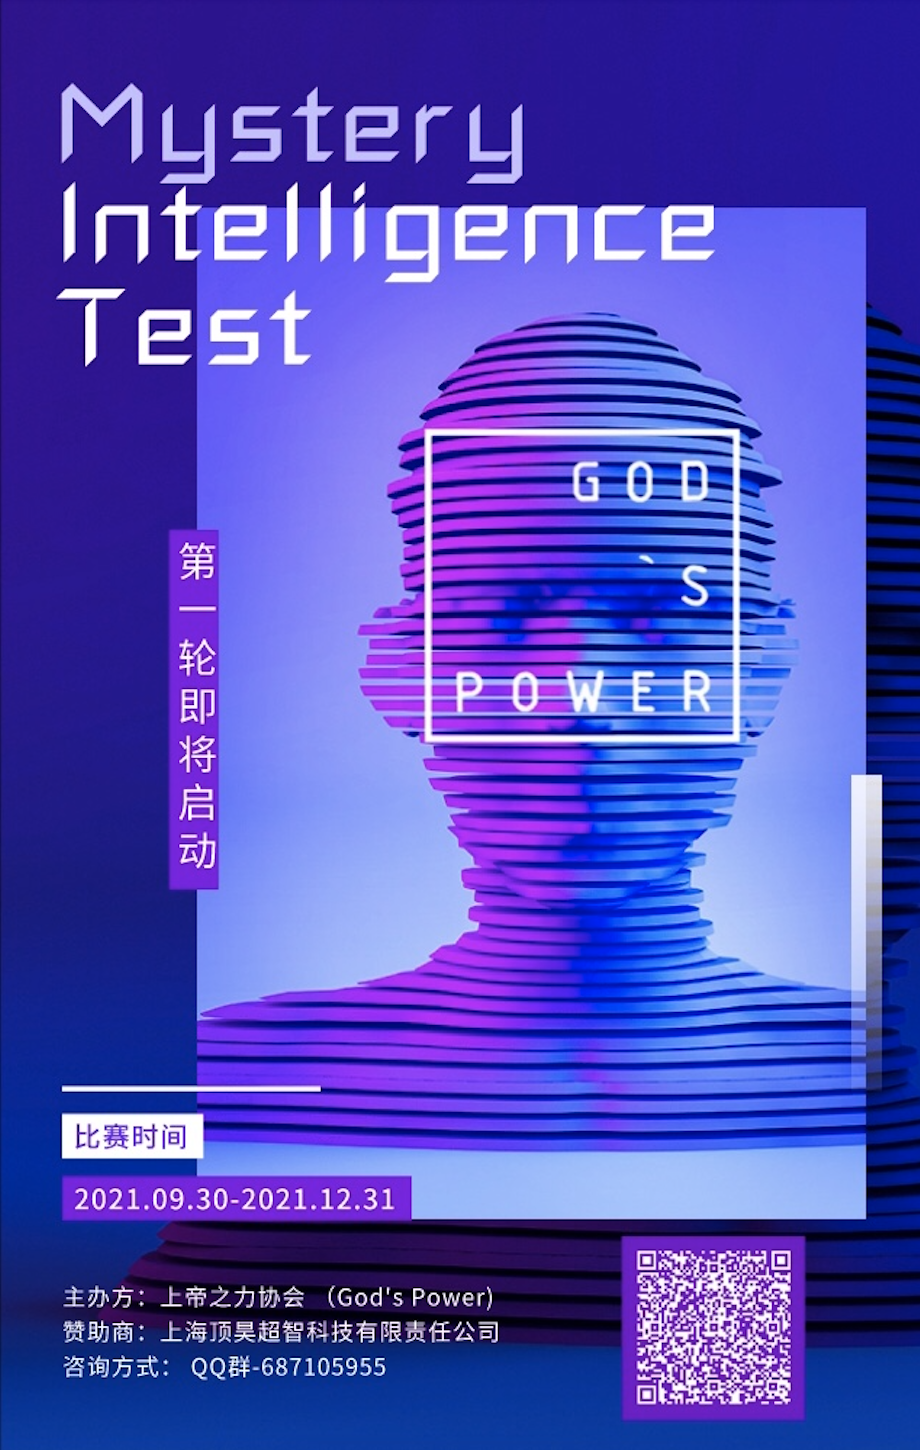 Mystery
Intelligence
Test
GOD
`S
POWER
第一轮即将启动
比赛时间
2021.09.30-2021.12.31
主办方：上帝之力协会 （God's Power)
赞助商：上海顶昊超智科技有限责任公司
咨询方式： QQ群-687105955